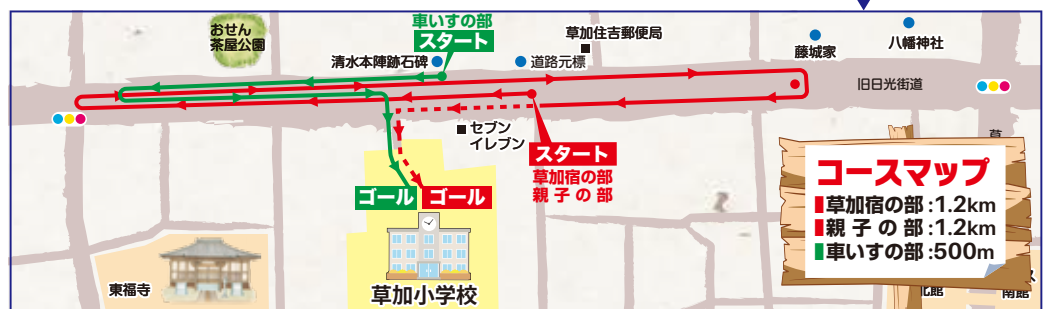 車いすの部
スタート
おせん
茶屋公園
清水本陣跡石碑
草加住吉郵便局
道路元標
藤城家
八幡神社
旧日光街道
セブン
イレブン
スタート
草加宿の部
親子の部
ゴール
ゴール
草加小学校
東福寺
コースマップ
草加宿の部:1.2km
親子の部:1.2km
車いすの部:500m
草
北館
南館